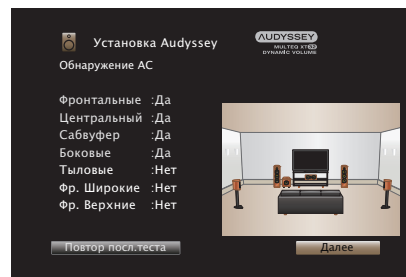 Установка Audyssey
AUDYSSEY
MULTEQ XT32
DYNAMIC VOLUME
Обнаружение АС
Фронтальные :Да
Центральный :Да
Сабвуфер :Да
Боковые :Да
Тыловые :Нет
Фр. Широкие :Нет
Фр. Верхние :Нет
Повтор посл.теста
Далее